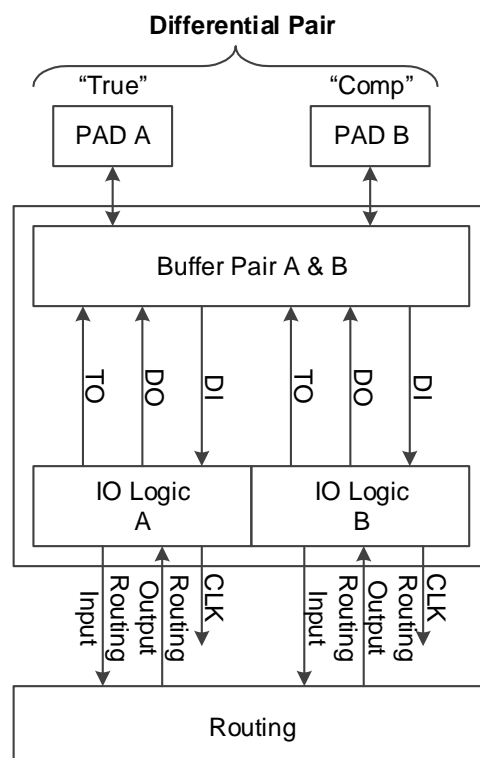 Differential Pair
“True”
“Comp”
PAD A
PAD B
Buffer Pair A & B
TO
DO
DI
TO
DO
DI
IO Logic
A
IO Logic
B
Routing
Input
Routing
Output
CLK
Routing
Input
Routing
Output
CLK
Routing